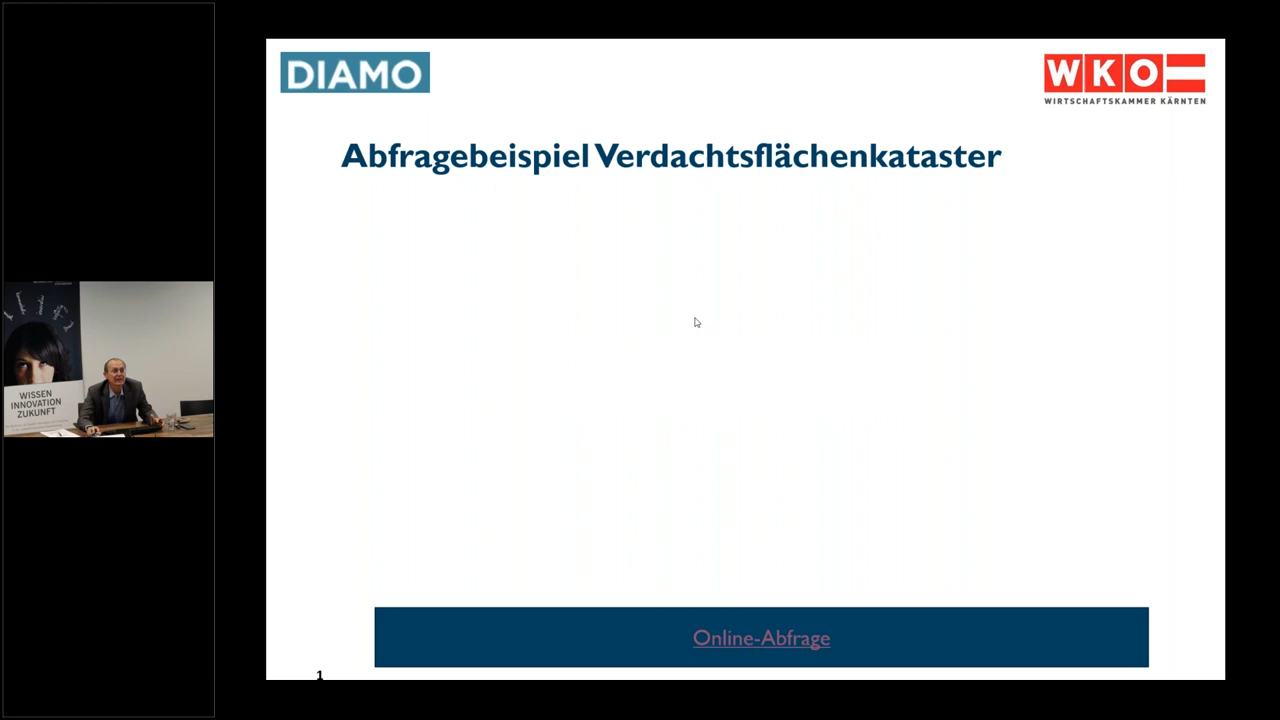 DIAMO
WKO
WIRTSCHAFTSKAMMER KÄRNTEN
Abfragebeispiel Verdachtsflächenkataster
WISSEN
INNOVATION
ZUKUNFT
Online-Abfrage
1